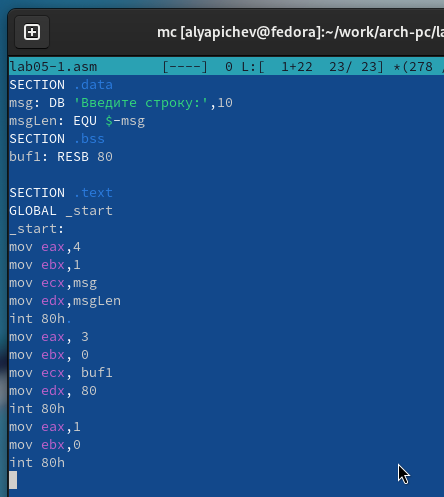 mc [alyapichev@fedora]:~/work/arch-pc/la
lab05-1.asm [----] 0 L:[ 1+22 23/ 23] *(278 /
SECTION .data
msg: DB 'Введите строку:',10
msgLen: EQU $-msg
SECTION .bss
buf1: RESB 80
SECTION .text
GLOBAL _start
_start:
mov eax,4
mov ebx,1
mov ecx,msg
mov edx,msgLen
int 80h.
mov eax, 3
mov ebx, 0
mov ecx, buf1
mov edx, 80
int 80h
mov eax,1
mov ebx,0
int 80h